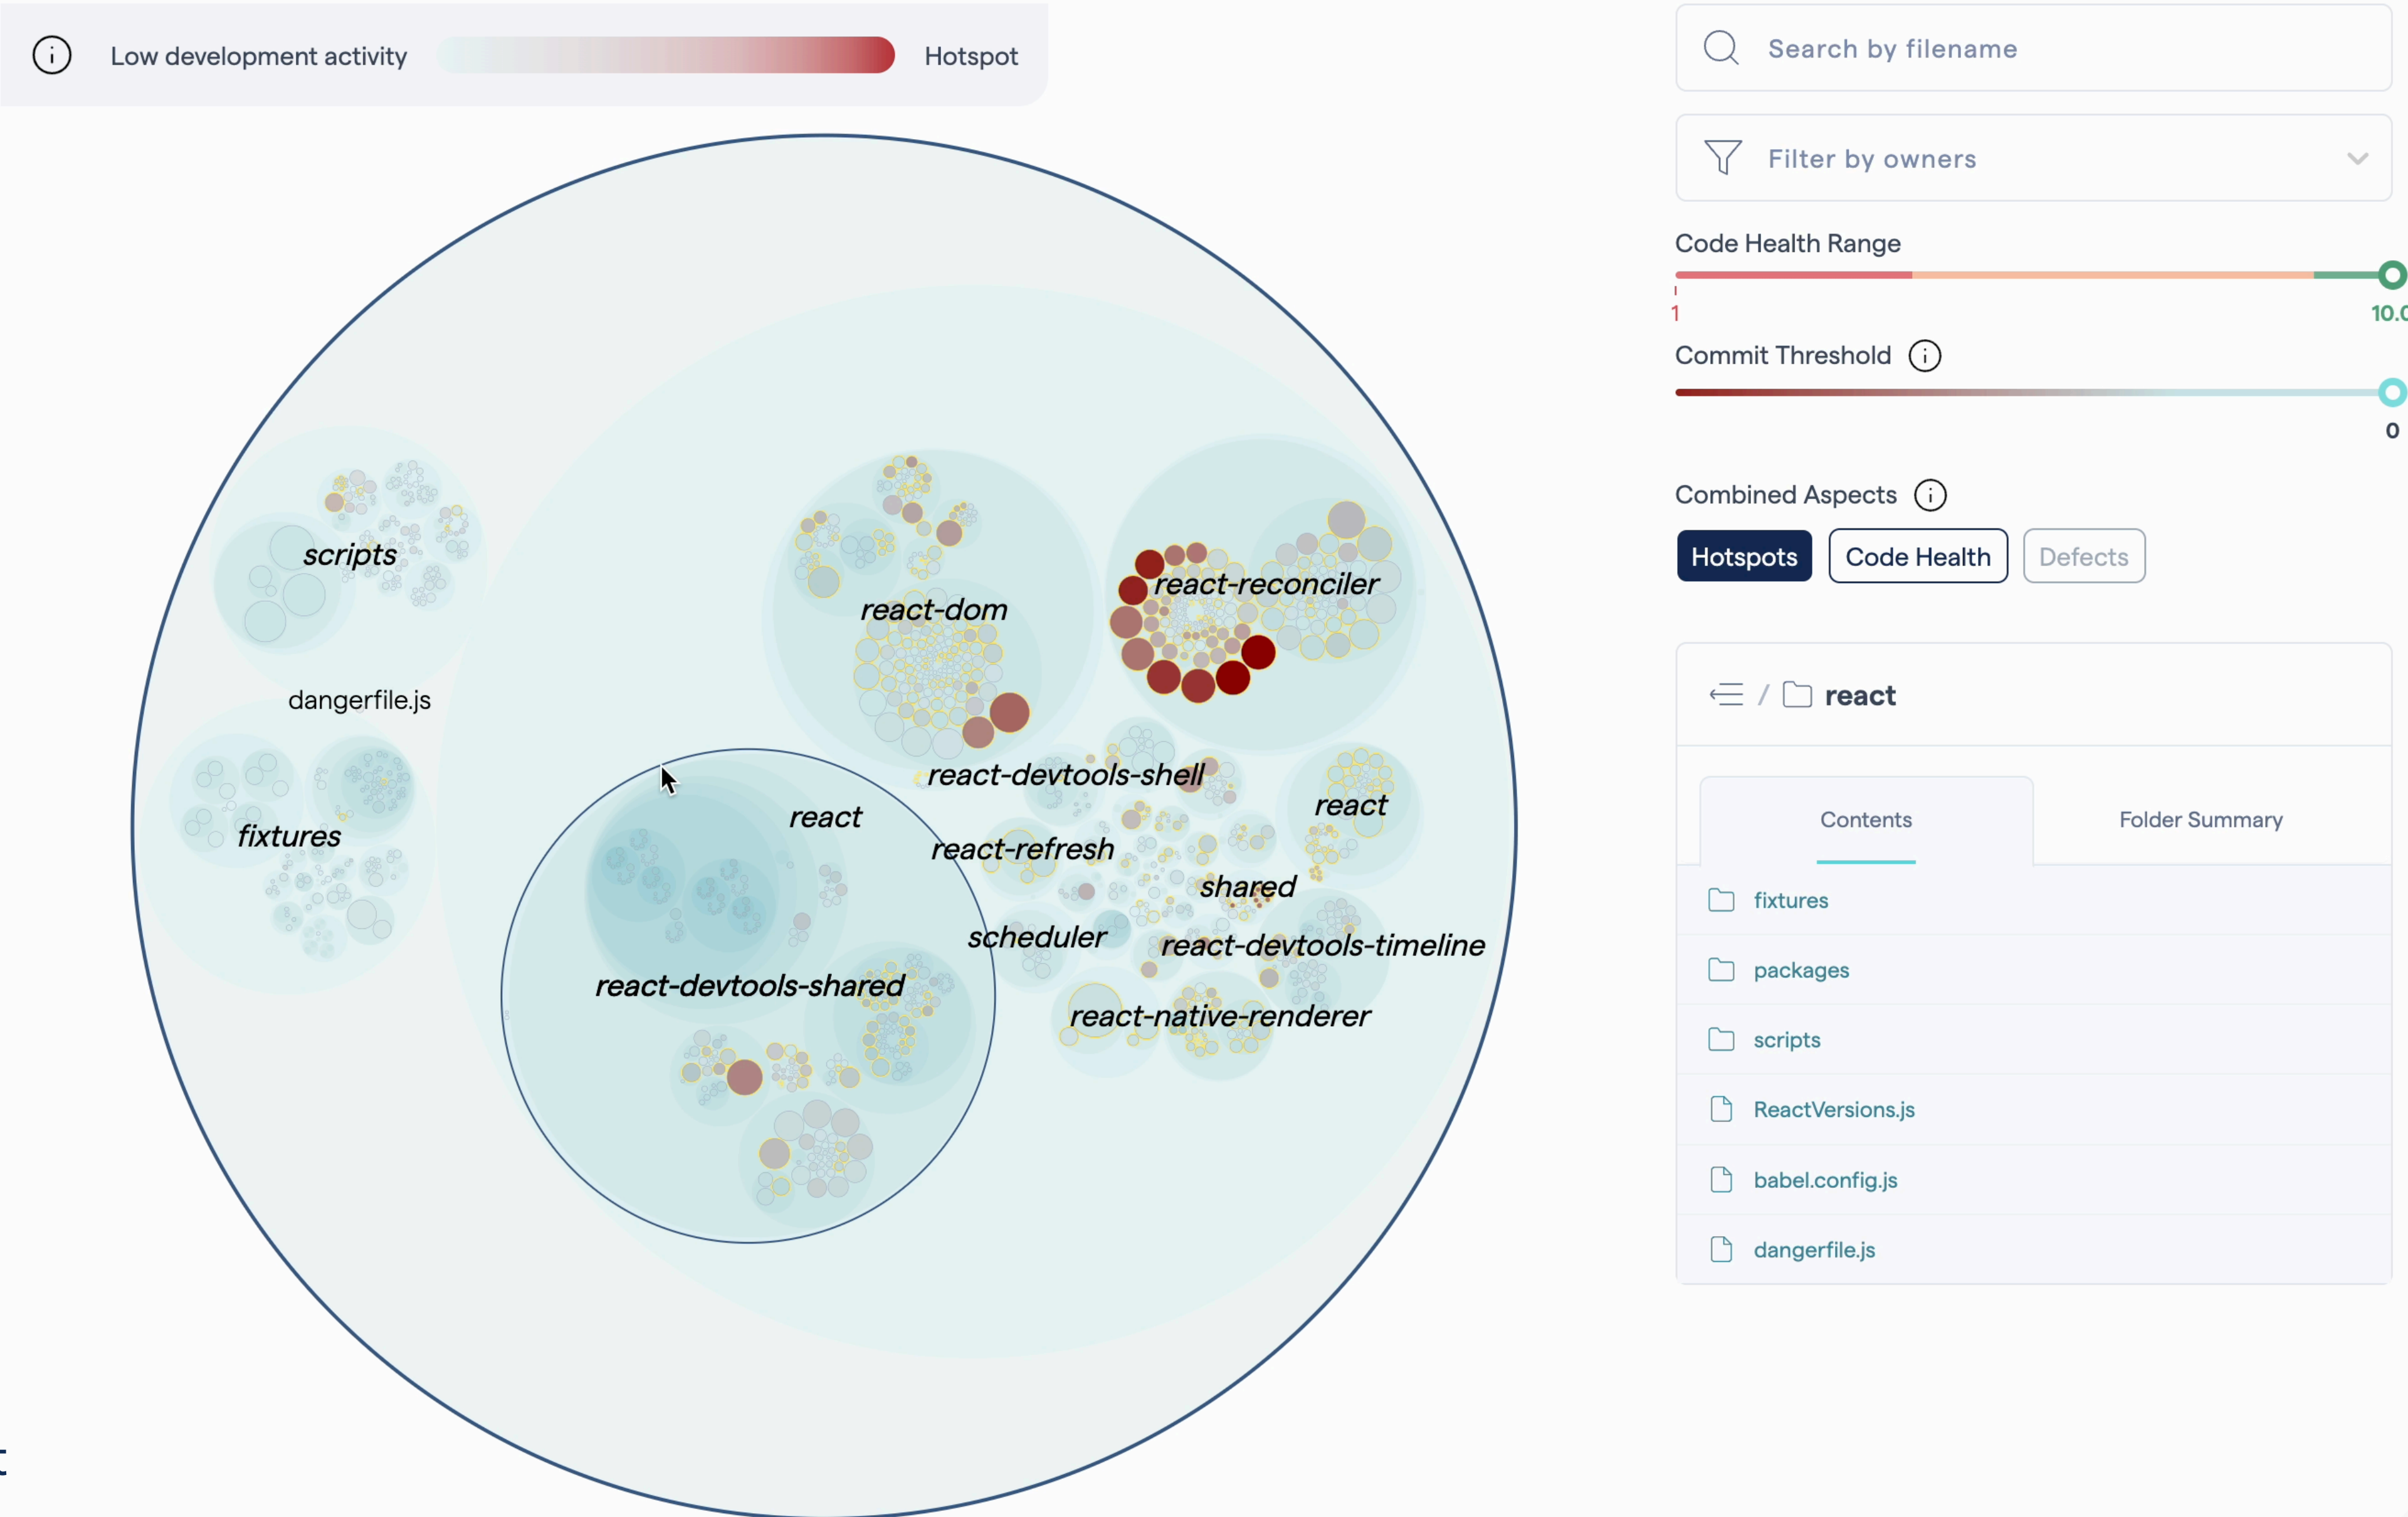 Low development activity
Hotspot
Search by filename
Filter by owners
Code Health Range
1
10.0
Commit Threshold
0
Combined Aspects
Hotspots
Code Health
Defects
/ react
Contents
Folder Summary
fixtures
packages
scripts
ReactVersions.js
babel.config.js
dangerfile.js
scripts
react-dom
react-reconciler
dangerfile.js
react-devtools-shell
react
react
fixtures
react-refresh
shared
scheduler
react-devtools-timeline
react-devtools-shared
react-native-renderer
t